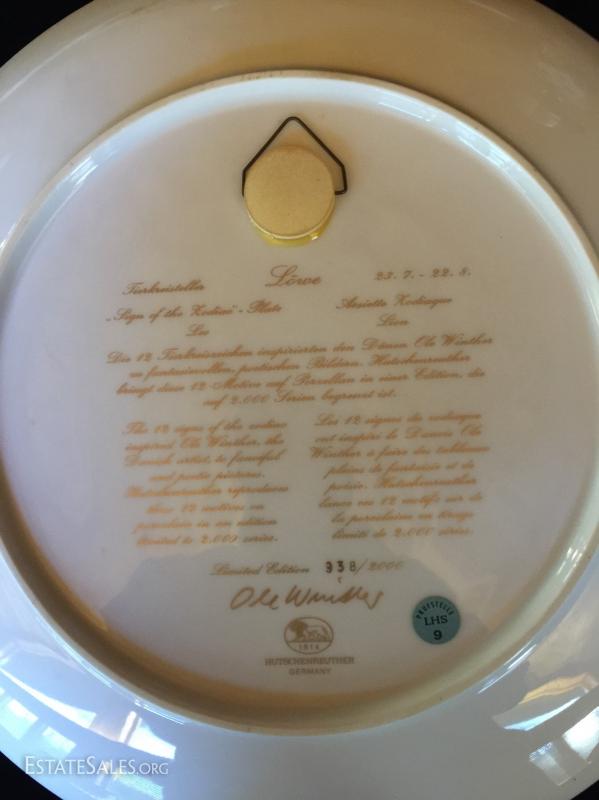 Tierkreisteller Löwe 23.7.-22.8.
„Sign of the Zodiac"-Plate Assiette Zodiaque
Leo Lion
Die 12 Tierkreiszeichen inspirierten den Dänen Ole Winther
zu fantasievollen, poetischen Bildern. Hutschenreuther
bringt diese 12 Motive auf Porzellan in einer Edition, die
auf 2.000 Serien begrenzt ist.
The 12 signs of the zodiac
inspired Ole Winther, the
Danish artist, to fanciful
and poetic pictures.
Hutschenreuther reproduces
these 12 motives on
porcelain in an edition
limited to 2.000 series.
Les 12 signes du zodiaque
ont inspiré le Danois Ole
Winther à faire des tableaux
pleins de fantaisie et de
poésie. Hutschenreuther
lance ces 12 motifs sur de
la porcelaine en tirage
limité de 2.000 séries.
Limited Edition 938/2000
Ole Winther
1814
HUTSCHENREUTHER
GERMANY
PRÜFSTELLE
LHS
9
ESTATESALES.ORG